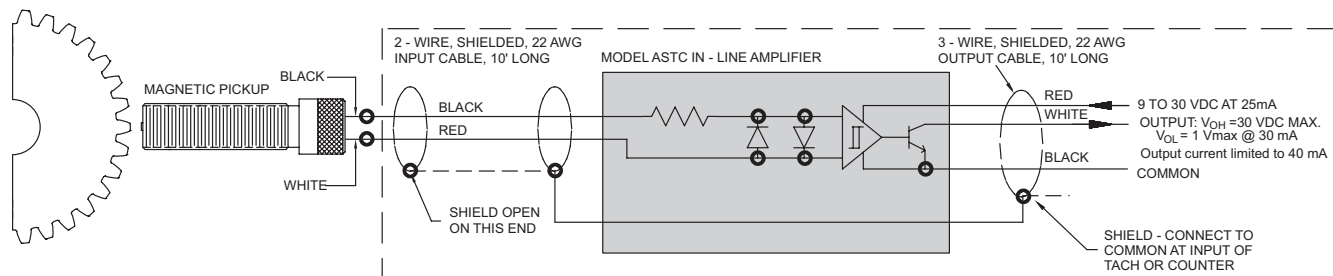 2 - WIRE, SHIELDED, 22 AWG
INPUT CABLE, 10' LONG
3 - WIRE, SHIELDED, 22 AWG
OUTPUT CABLE, 10' LONG
MODEL ASTC IN - LINE AMPLIFIER
BLACK
MAGNETIC PICKUP
BLACK
RED
WHITE
SHIELD OPEN
ON THIS END
RED
WHITE
BLACK
9 TO 30 VDC AT 25mA
OUTPUT: VOH =30 VDC MAX.
VOL = 1 Vmax @ 30 mA
Output current limited to 40 mA
COMMON
SHIELD - CONNECT TO
COMMON AT INPUT OF
TACH OR COUNTER